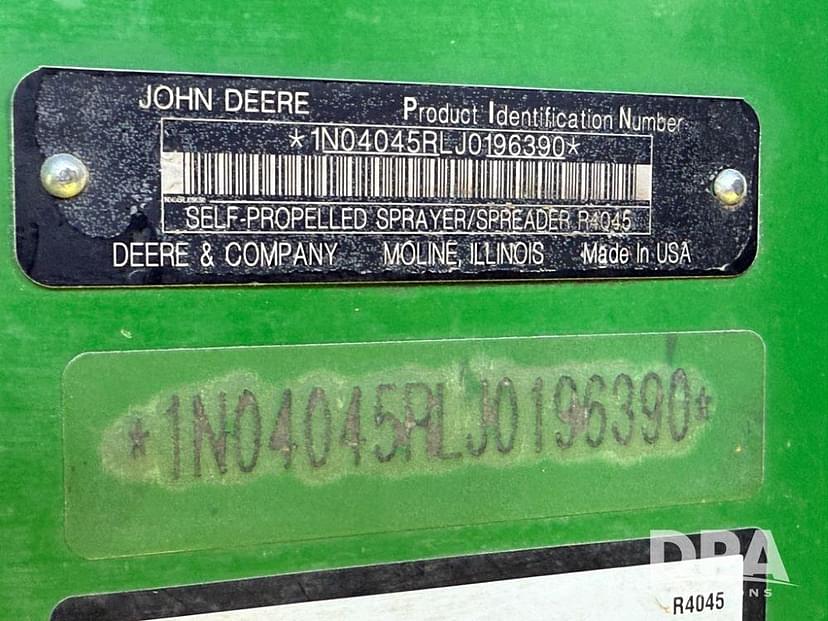 JOHN DEERE Product Identification Number
*1N04045RLJ0196390*
SELF-PROPELLED SPRAYER/SPREADER R4045
DEERE & COMPANY MOLINE, ILLINOIS Made In USA
*1N04045RLJ0196390*
DPA
R4045